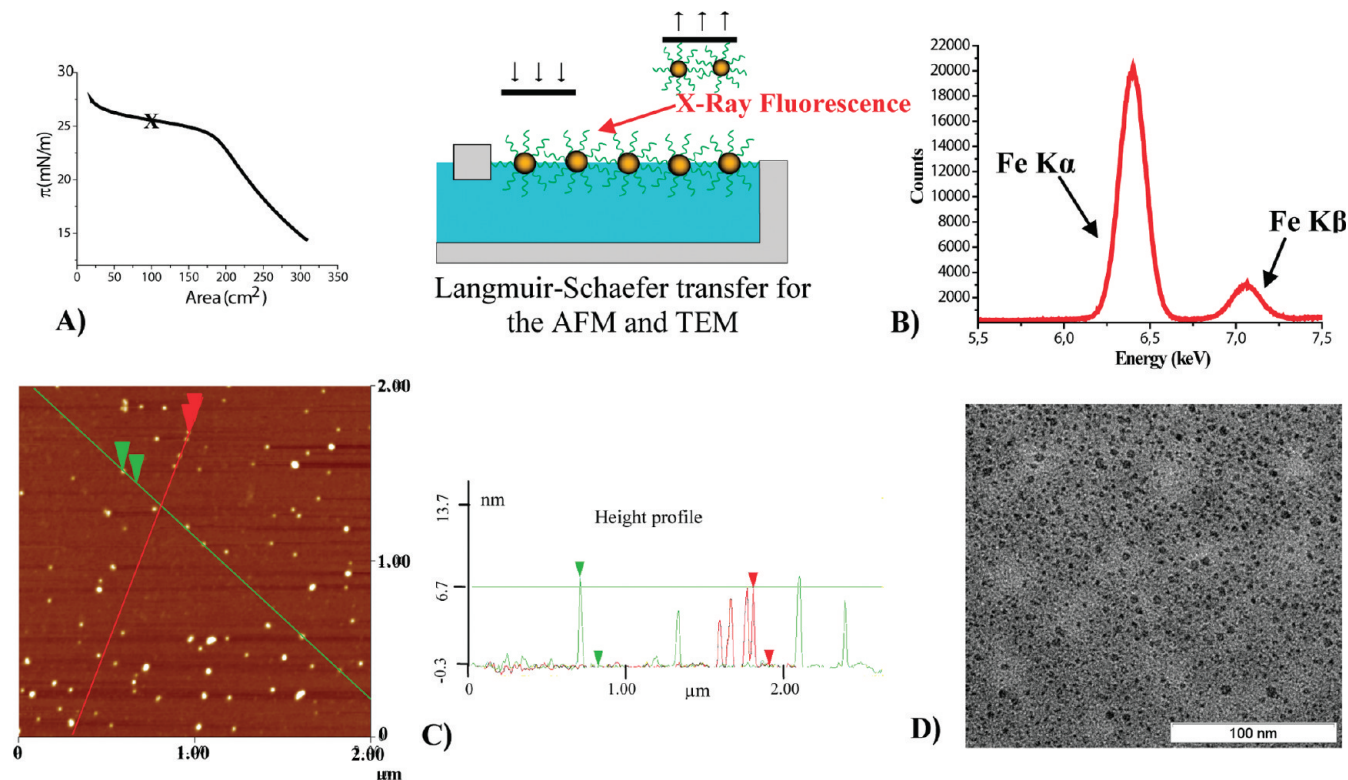 30
25
20
15
π(mN/m)
0 50 100 150 200 250 300 350
Area (cm2)
X
A)
X-Ray Fluorescence
Langmuir-Schaefer transfer for
the AFM and TEM
22000
20000
18000
16000
14000
12000
10000
8000
6000
4000
2000
Counts
Fe Kα
Fe Kβ
5,5 6,0 6,5 7,0 7,5
Energy (keV)
B)
2.00
1.00
0
0 1.00 2.00
μm
nm
Height profile
13.7
6.7
-0.3
0 1.00 2.00
μm
C)
100 nm
D)